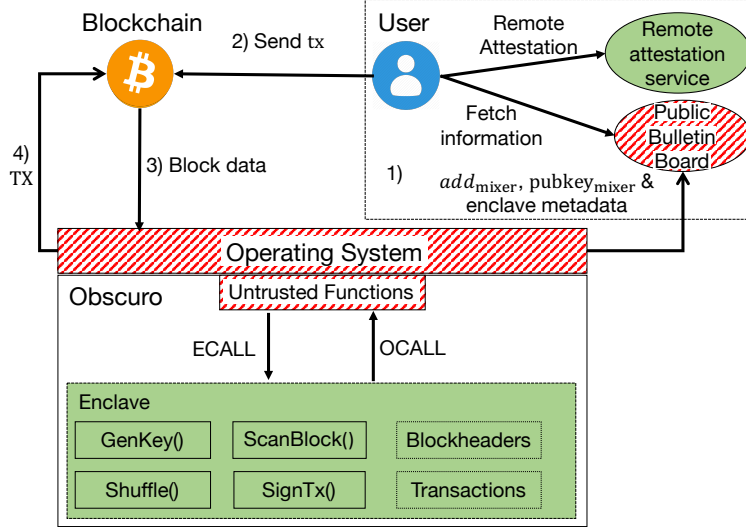 Blockchain
User
2) Send tx
Remote
Attestation
Remote
attestation
service
Fetch
information
Public
Bulletin
Board
4)
TX
3) Block data
1)
add_mixer, pubkey_mixer &
enclave metadata
Operating System
Obscuro
Untrusted Functions
ECALL
OCALL
Enclave
GenKey()
ScanBlock()
Blockheaders
Shuffle()
SignTx()
Transactions